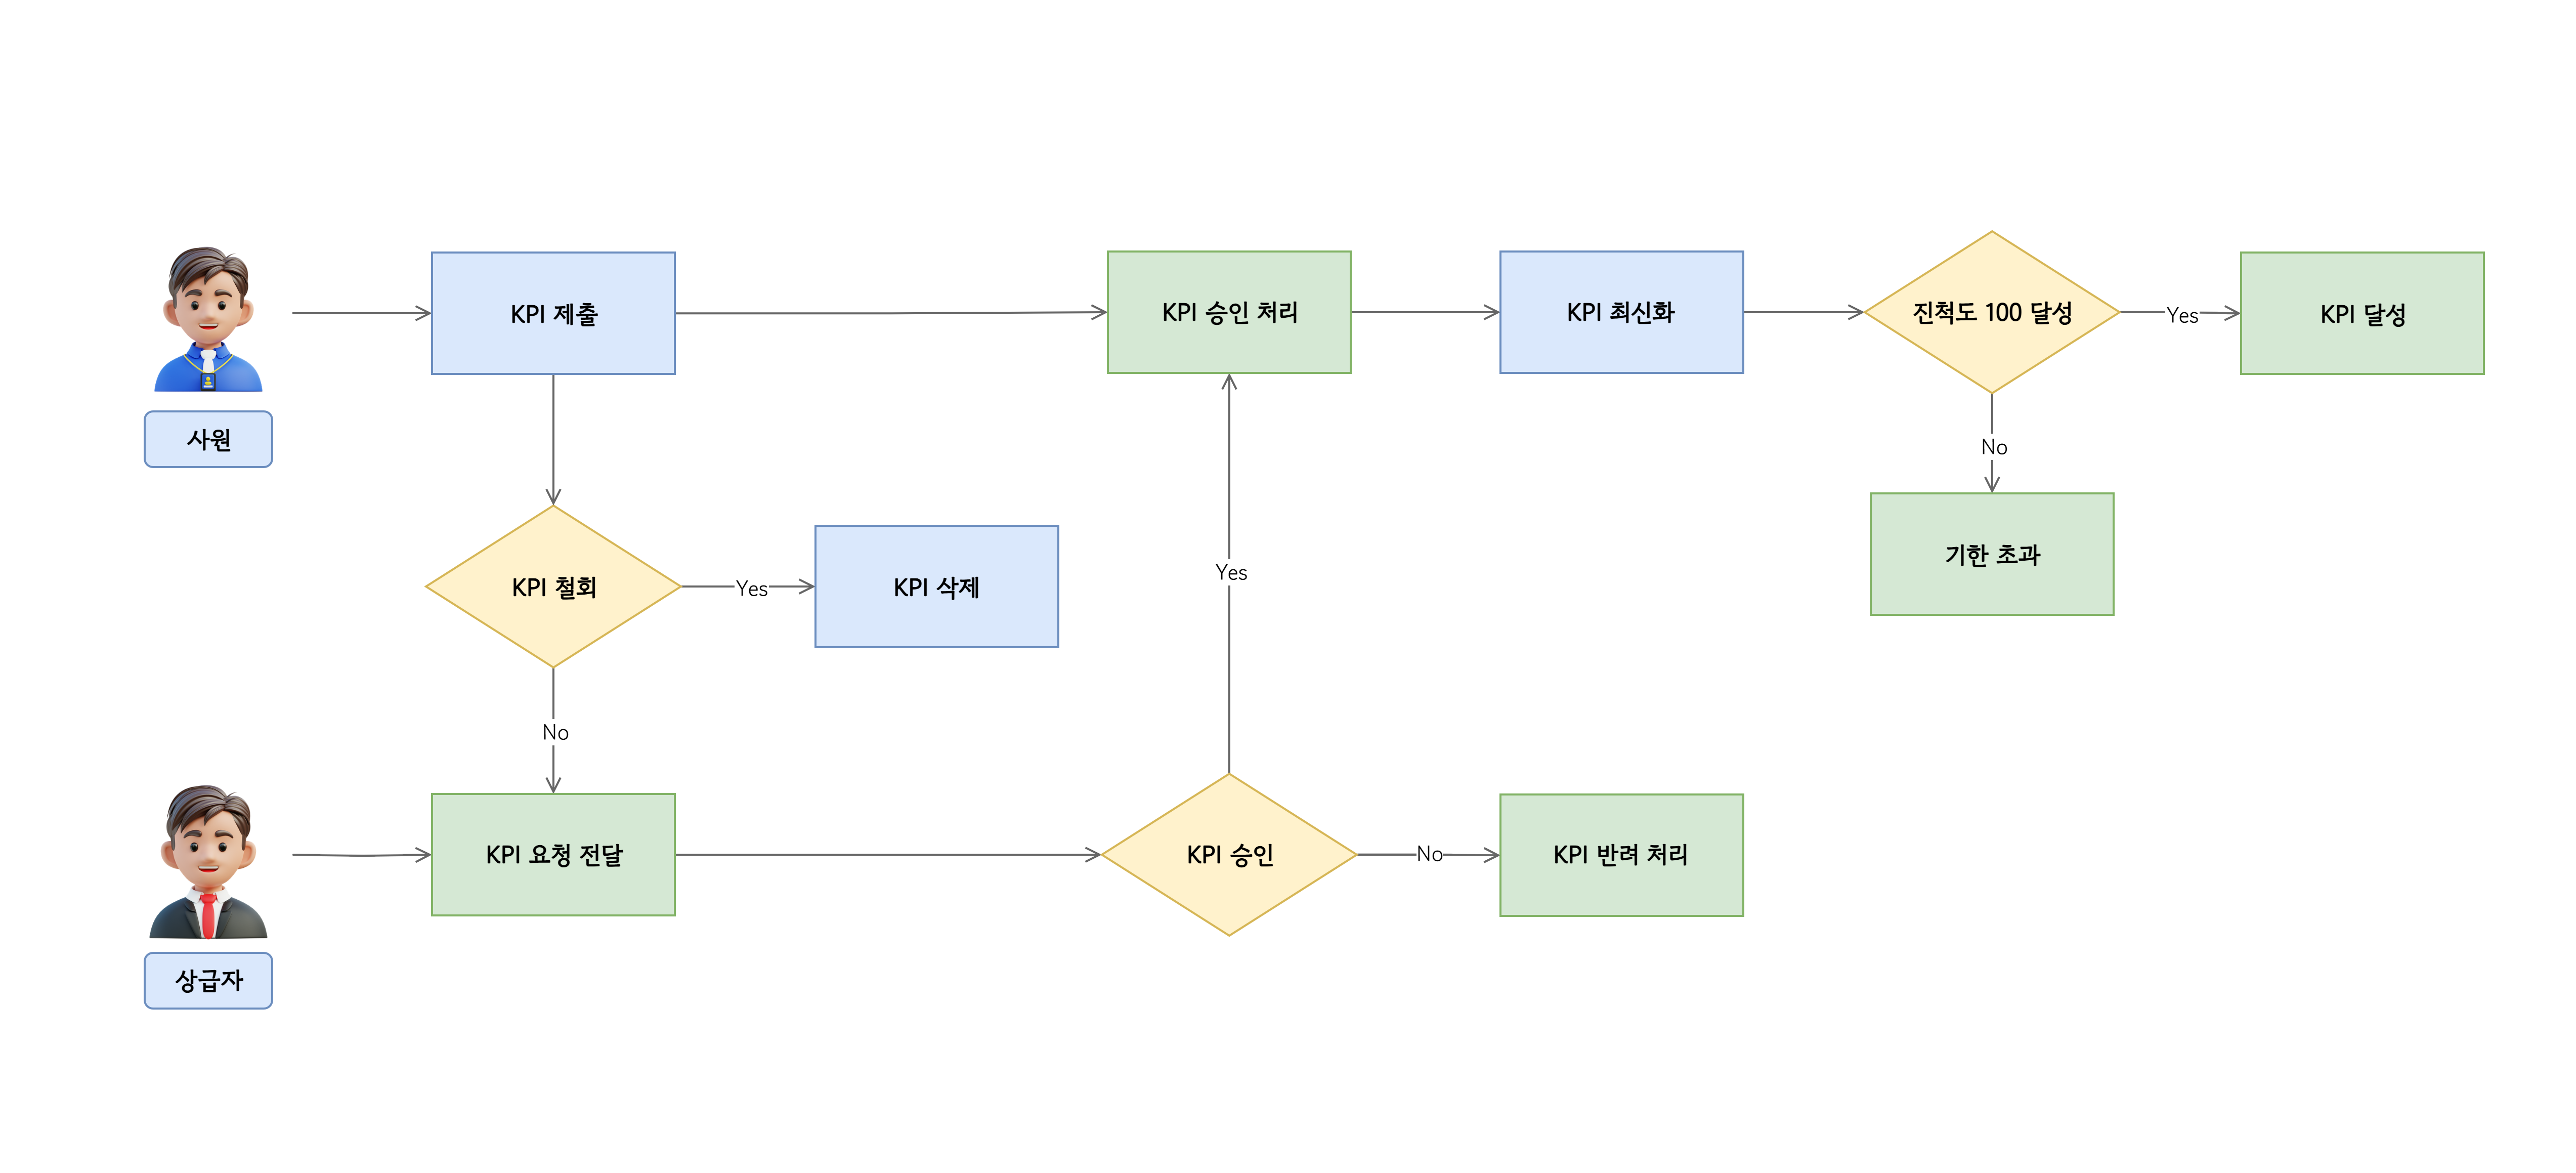 KPI 제출
KPI 승인 처리
KPI 최신화
진척도 100 달성
Yes
KPI 달성
사원
No
기한 초과
KPI 철회
Yes
KPI 삭제
Yes
No
KPI 요청 전달
KPI 승인
No
KPI 반려 처리
상급자